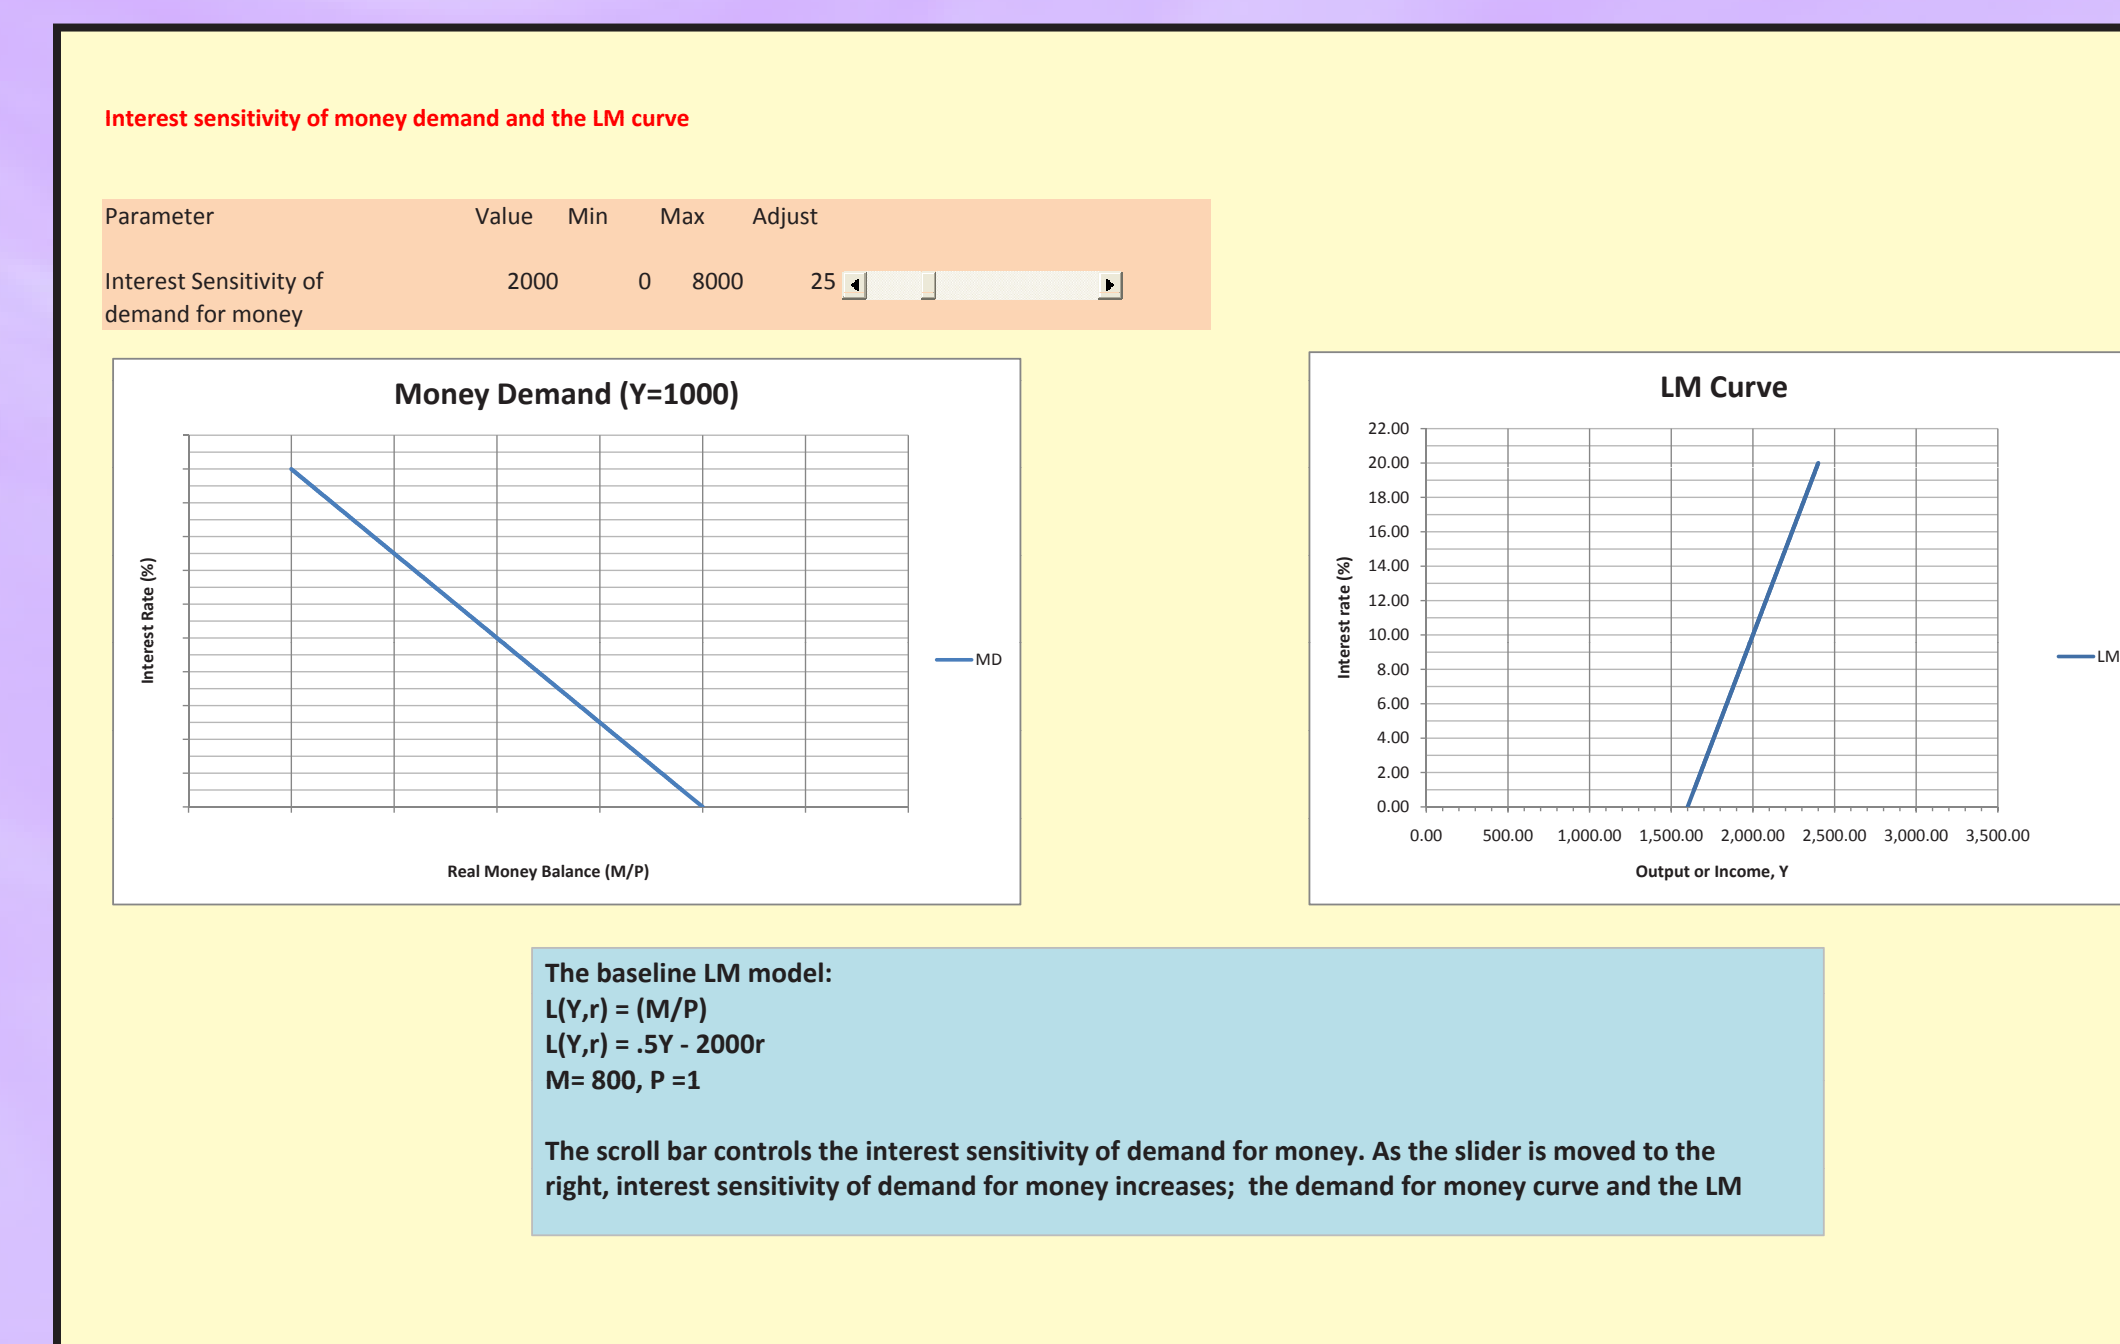 Interest sensitivity of money demand and the LM curve
Parameter Value Min Max Adjust
Interest Sensitivity of 2000 0 8000 25
demand for money
Money Demand (Y=1000)
Interest Rate (%)
MD
Real Money Balance (M/P)
LM Curve
22.00
20.00
18.00
16.00
14.00
12.00
10.00
8.00
6.00
4.00
2.00
0.00
Interest rate (%)
LM
0.00 500.00 1,000.00 1,500.00 2,000.00 2,500.00 3,000.00 3,500.00
Output or Income, Y
The baseline LM model:
L(Y,r) = (M/P)
L(Y,r) = .5Y - 2000r
M= 800, P =1
The scroll bar controls the interest sensitivity of demand for money. As the slider is moved to the
right, interest sensitivity of demand for money increases;  the demand for money curve and the LM